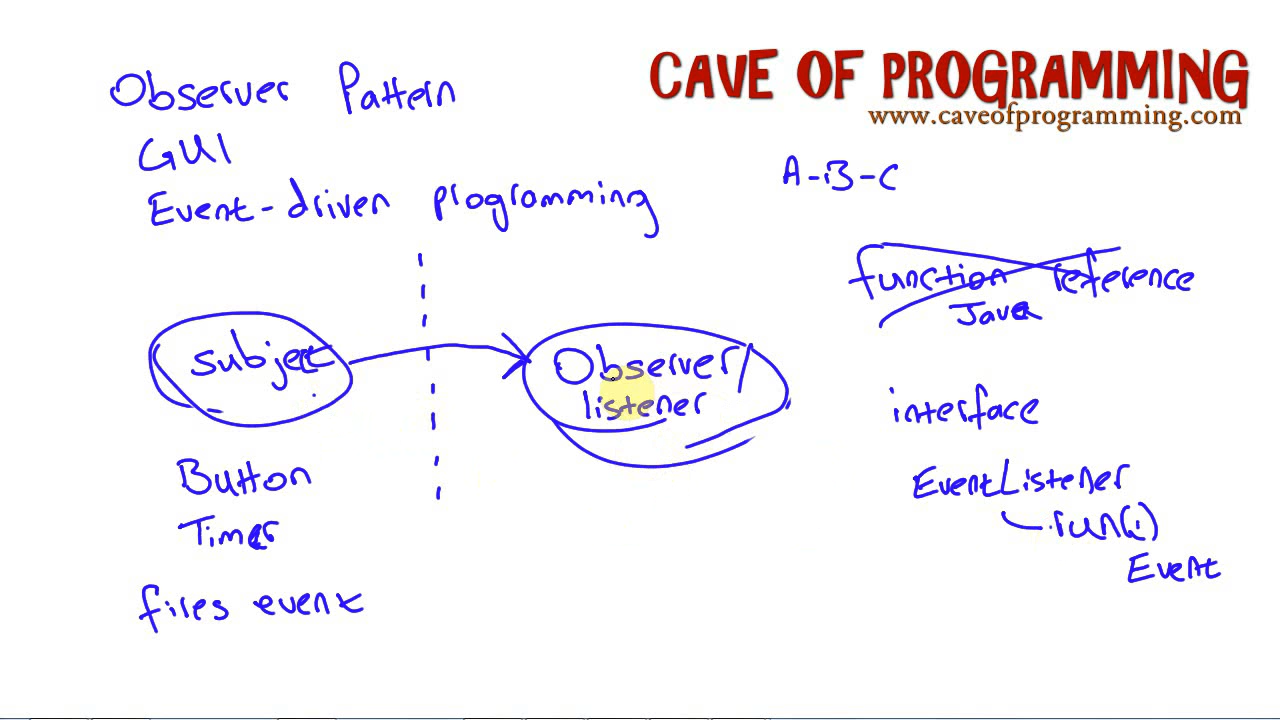 CAVE OF PROGRAMMING
www.caveofprogramming.com
Observer Pattern
GUI
Event-driven programming
A-B-C
function reference
Java
subject
Observer/
listener
interface
EventListener
run()
Event
Button
Timer
fires event